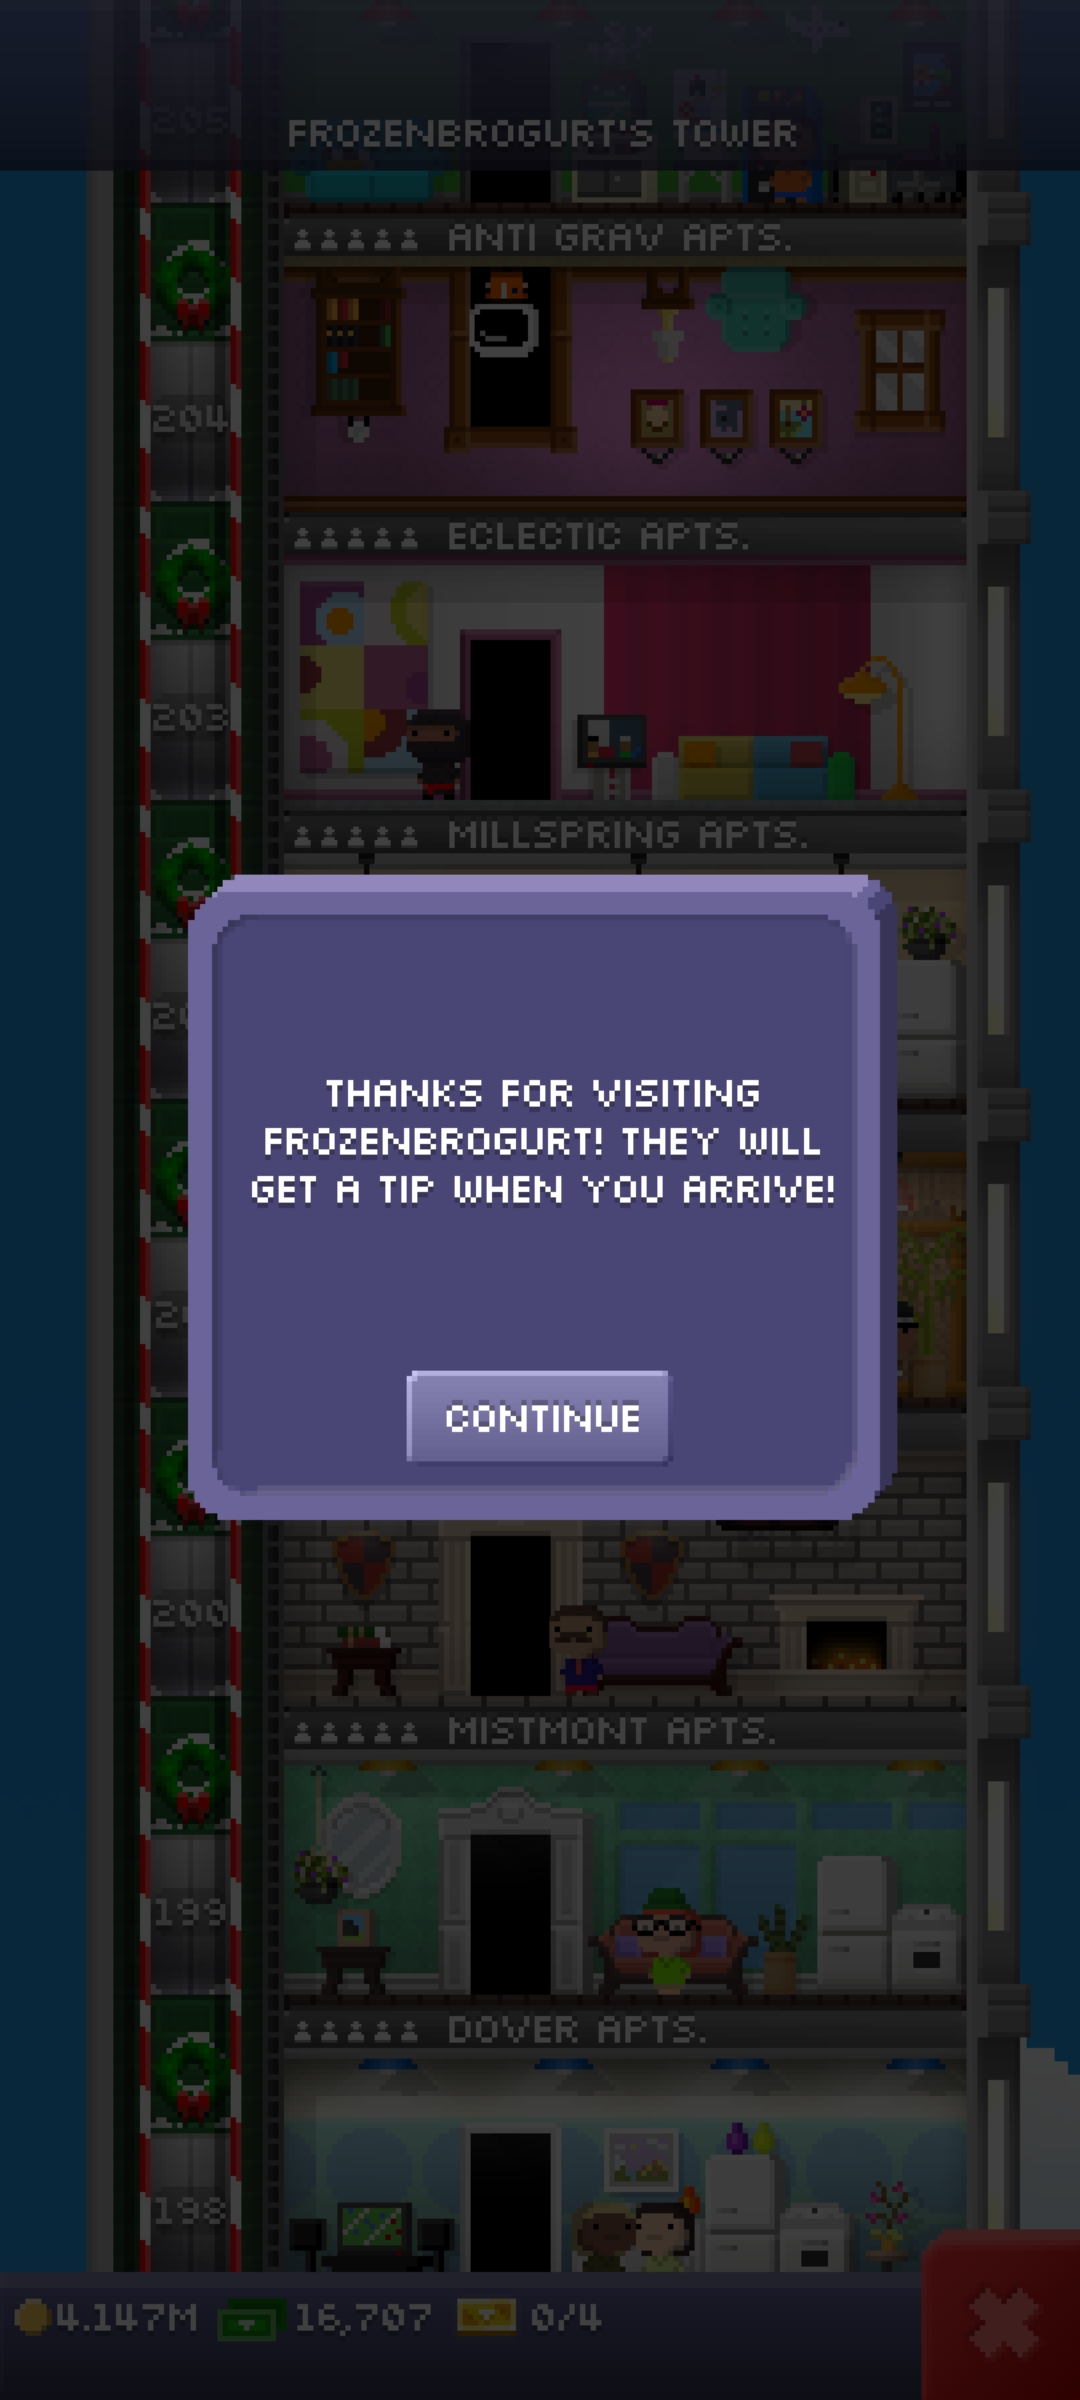 205
FROZENBROGURT'S TOWER
ANTI GRAV APTS.
204
ECLECTIC APTS.
203
MILLSPRING APTS.
THANKS FOR VISITING
FROZENBROGURT! THEY WILL
GET A TIP WHEN YOU ARRIVE!
CONTINUE
200
MISTMONT APTS.
199
DOVER APTS.
198
4.147M 16,707 0/4